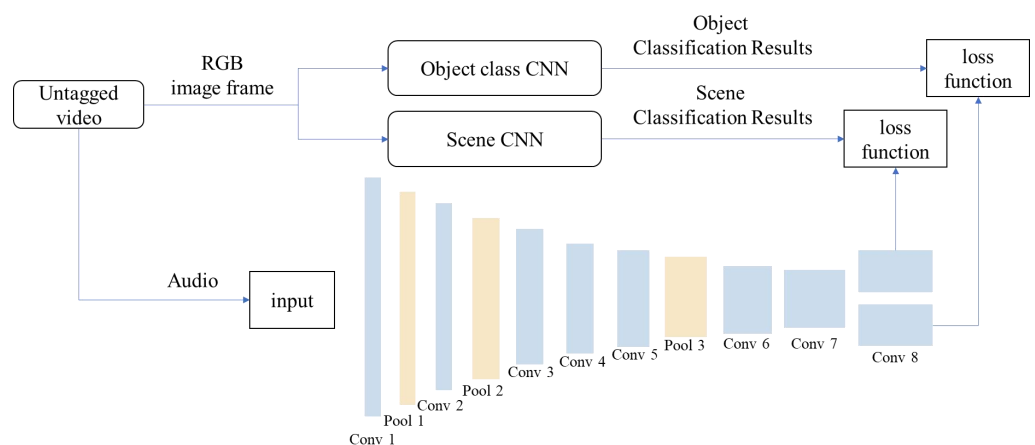 Untagged
video
RGB
image frame
Object class CNN
Scene CNN
Object
Classification Results
Scene
Classification Results
loss
function
loss
function
Audio
input
Conv 1
Pool 1
Conv 2
Pool 2
Conv 3
Conv 4
Conv 5
Pool 3
Conv 6
Conv 7
Conv 8